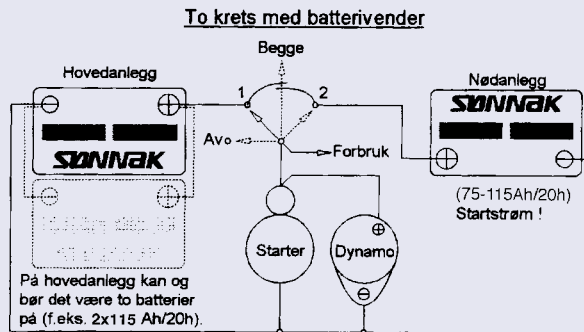 To krets med batterivender
Begge
Hovedanlegg
Nødanlegg
1
2
SØNNAK
SØNNAK
Av
Forbruk
(75-115Ah/20h)
Startstrøm !
Starter
Dynamo
På hovedanlegg kan og
bør det være to batterier
på (f.eks. 2x115 Ah/20h).